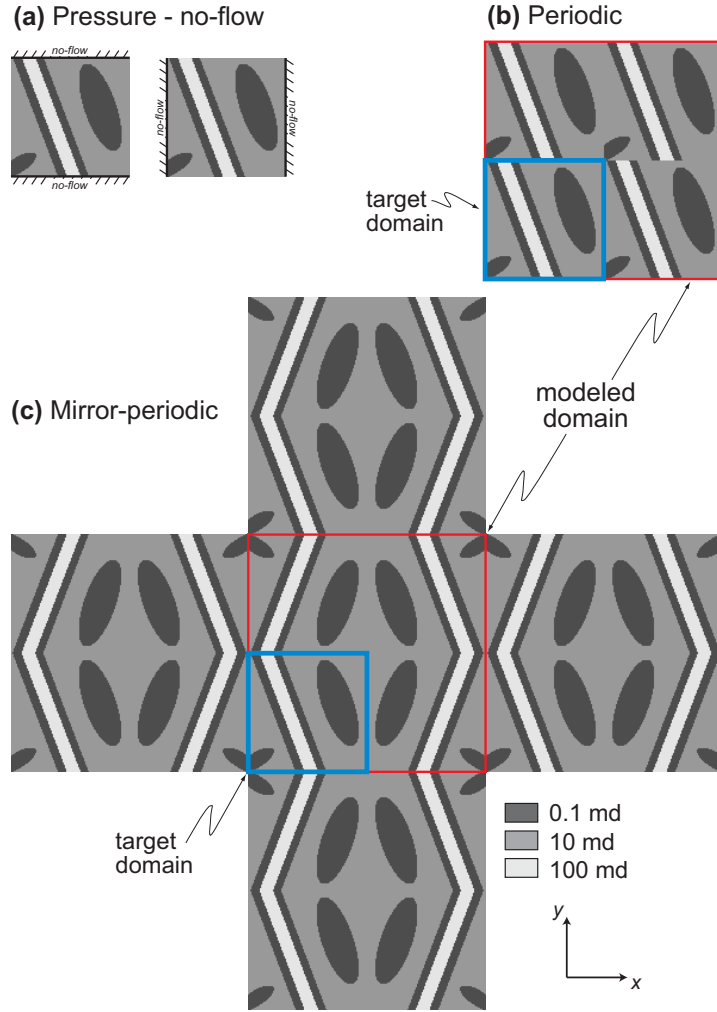 (a) Pressure - no-flow
no-flow
no-flow
no-flow
no-flow
(b) Periodic
target
domain
modeled
domain
(c) Mirror-periodic
target
domain
0.1 md
10 md
100 md
y
x